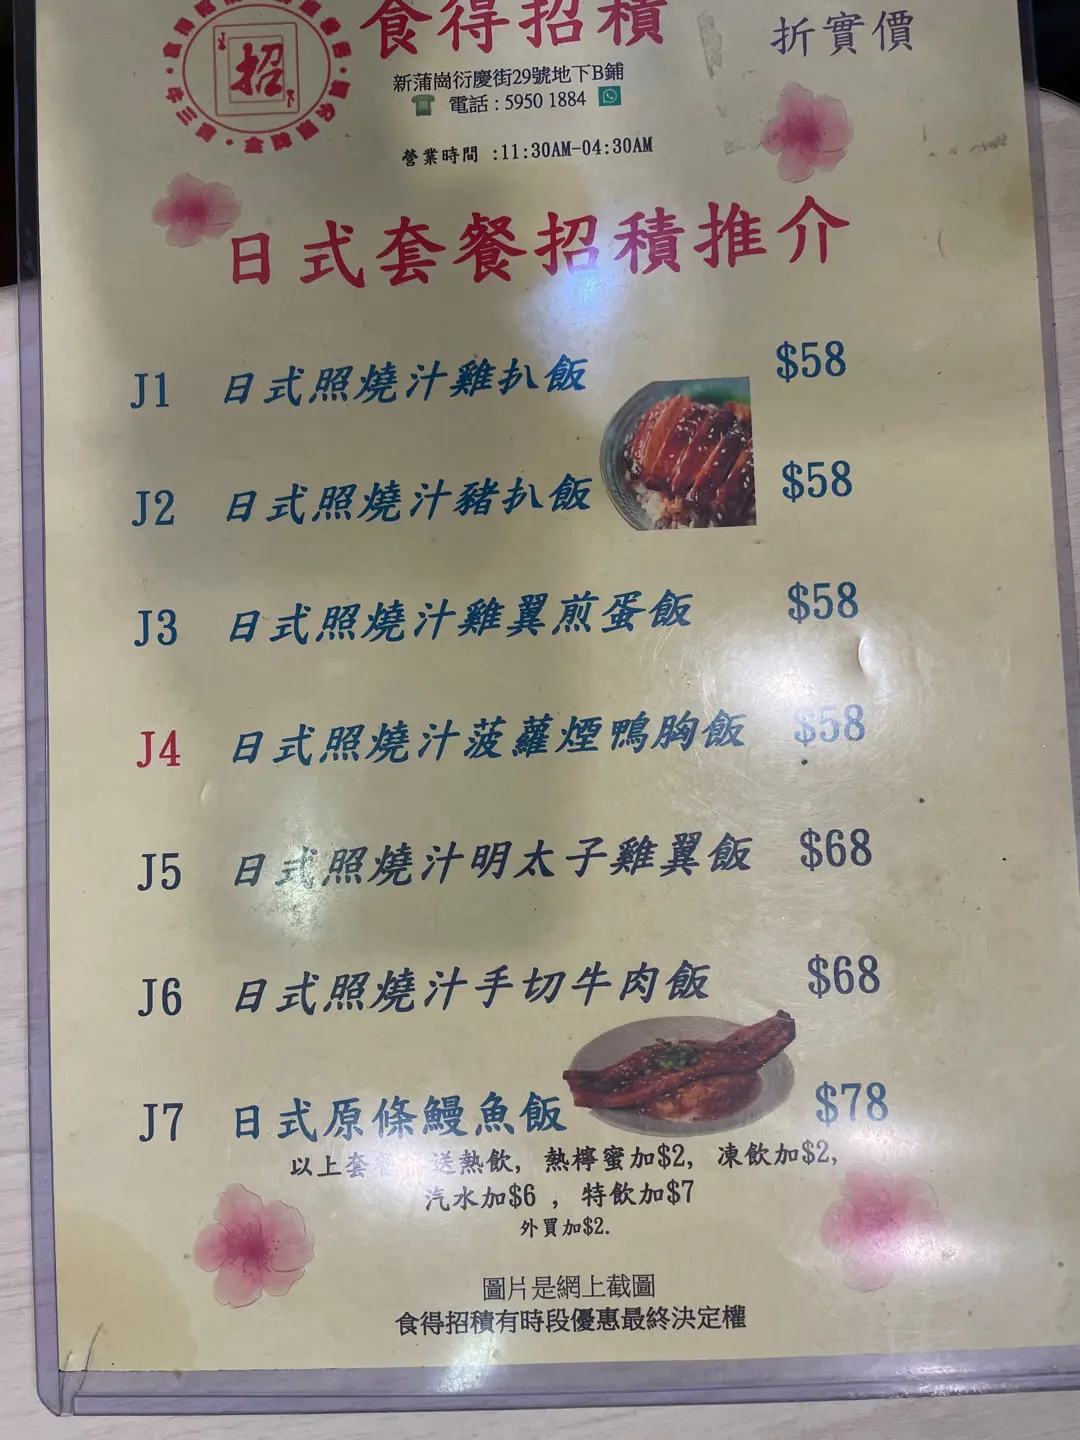 食得招積
折實價
招
新蒲崗衍慶街29號地下B鋪
電話 : 5950 1884
營業時間 :11:30AM-04:30AM
日式套餐招積推介
J1 日式照燒汁雞扒飯 $58
J2 日式照燒汁豬扒飯 $58
J3 日式照燒汁雞翼煎蛋飯 $58
J4 日式照燒汁菠蘿煙鴨胸飯 $58
J5 日式照燒汁明太子雞翼飯 $68
J6 日式照燒汁手切牛肉飯 $68
J7 日式原條鰻魚飯 $78
以上套餐 送熱飲, 熱檸蜜加$2, 凍飲加$2,
汽水加$6 , 特飲加$7
外買加$2.
圖片是網上截圖
食得招積有時段優惠最終決定權